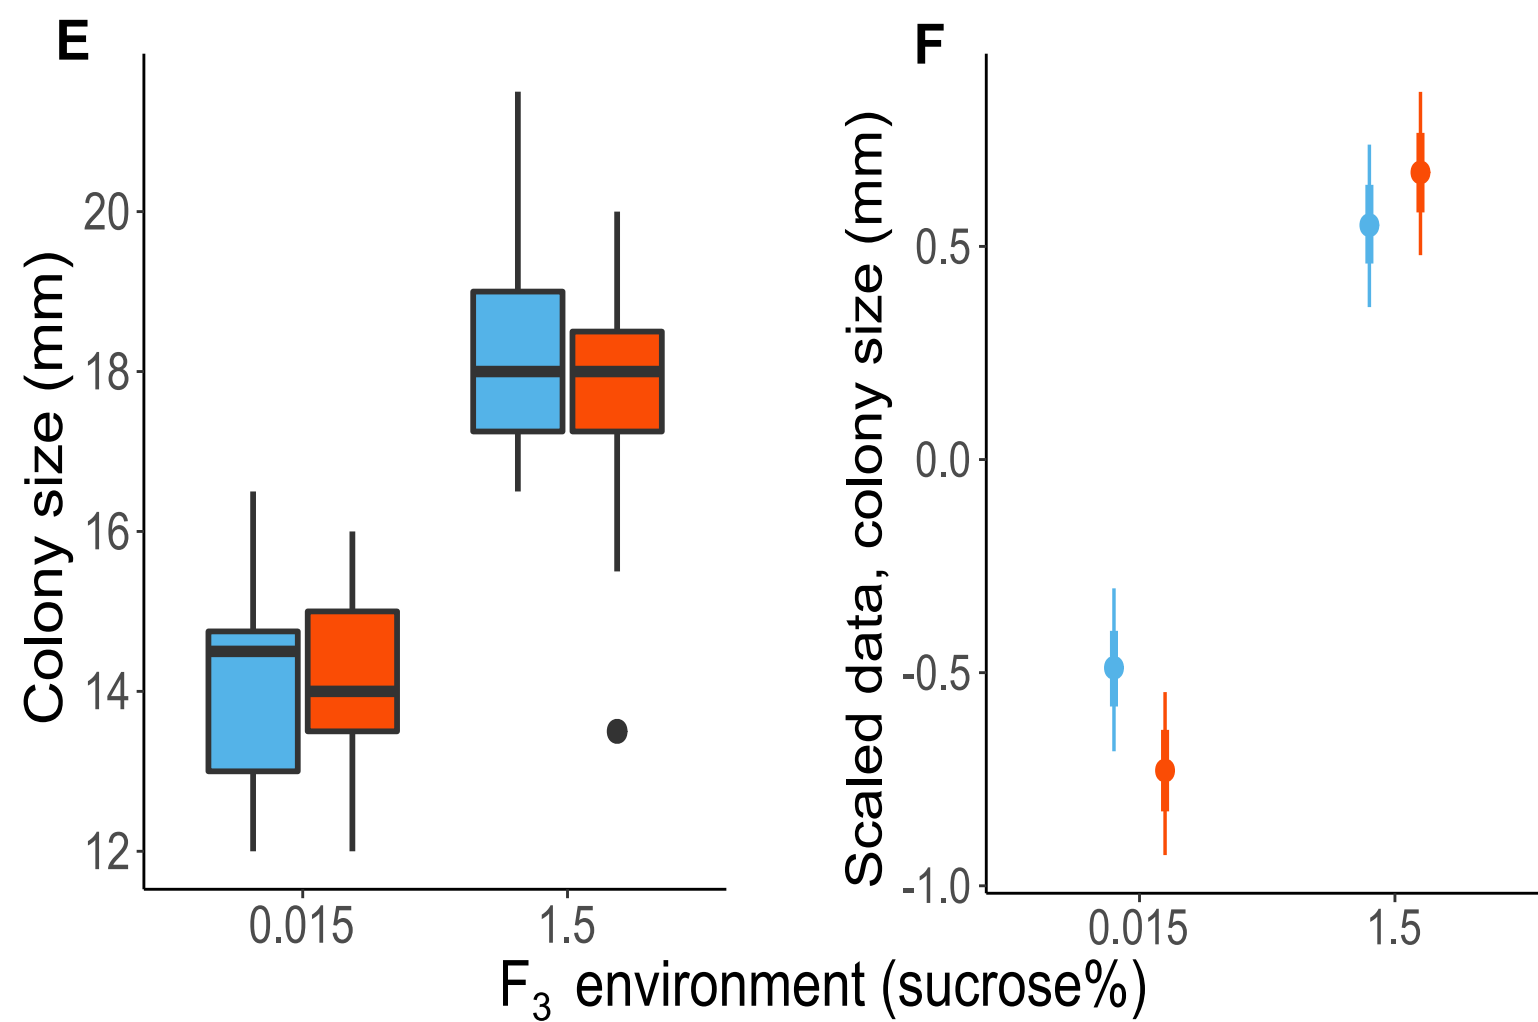 E
Colony size (mm)
20
18
16
14
12
0.015 1.5
F
Scaled data, colony size (mm)
0.5
0.0
-0.5
-1.0
0.015 1.5
F₃ environment (sucrose%)